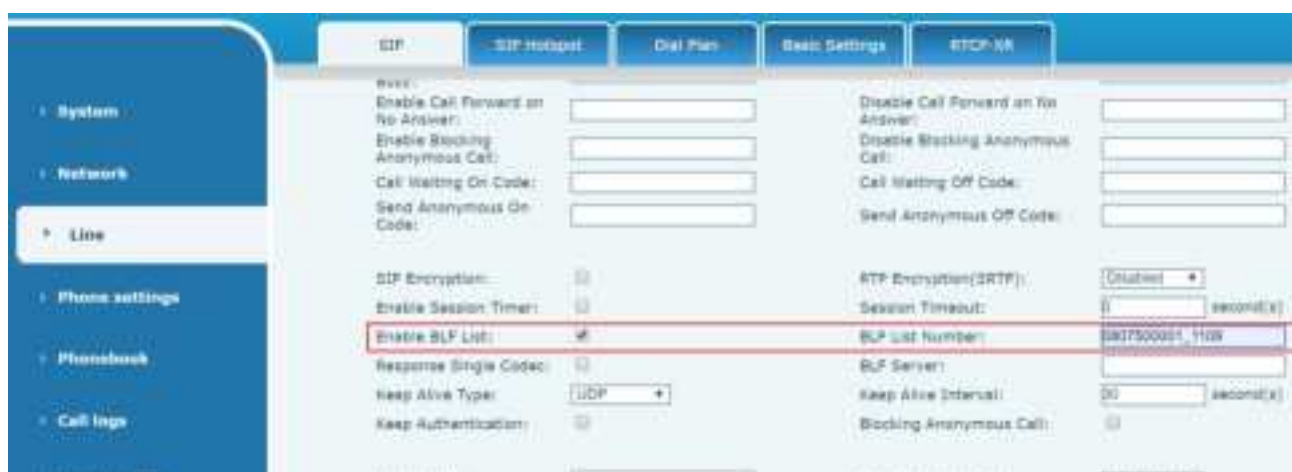 SIP
SIP Hotspot
Dial Plan
Basic Settings
RTCP-XR
System
Network
Line
Phone settings
Phonebook
Call logs
Enable Call Forward on No Answer:
Disable Call Forward on No Answer:
Enable Blocking Anonymous Call:
Disable Blocking Anonymous Call:
Call Waiting On Code:
Call Waiting Off Code:
Send Anonymous On Code:
Send Anonymous Off Code:
SIP Encryption:
RTP Encryption(SRTP):
Disabled
Enable Session Timer:
Session Timeout:
0
second(s)
Enable BLF List:
BLF List Number:
Response Single Codec:
BLF Server:
Keep Alive Type:
UDP
Keep Alive Interval:
30
second(s)
Keep Authentication:
Blocking Anonymous Call: